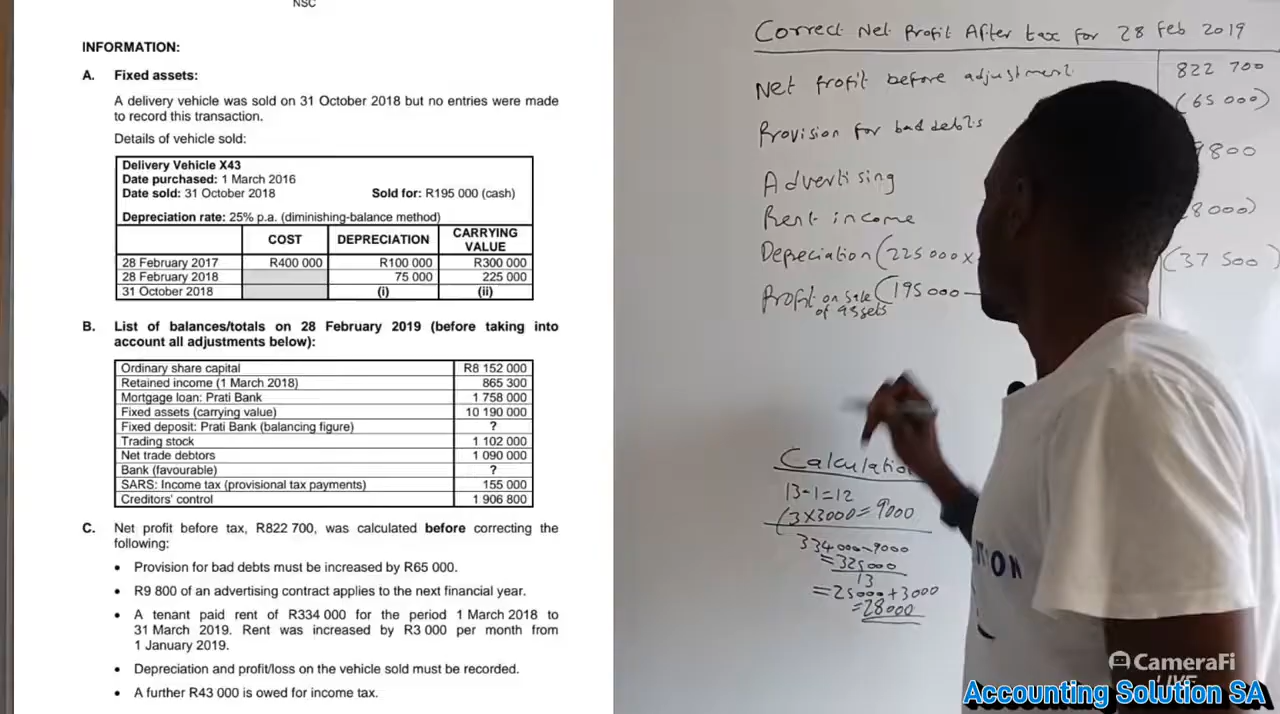 NSC
INFORMATION:
A. Fixed assets:
A delivery vehicle was sold on 31 October 2018 but no entries were made
to record this transaction.
Details of vehicle sold:
Delivery Vehicle X43
Date purchased: 1 March 2016
Date sold: 31 October 2018 Sold for: R195 000 (cash)
Depreciation rate: 25% p.a. (diminishing-balance method)
COST DEPRECIATION CARRYING VALUE
28 February 2017 R400 000 R100 000 R300 000
28 February 2018 75 000 225 000
31 October 2018 (i) (ii)
B. List of balances/totals on 28 February 2019 (before taking into
account all adjustments below):
Ordinary share capital R8 152 000
Retained income (1 March 2018) 865 300
Mortgage loan: Prati Bank 1 758 000
Fixed assets (carrying value) 10 190 000
Fixed deposit: Prati Bank (balancing figure) ?
Trading stock 1 102 000
Net trade debtors 1 090 000
Bank (favourable) ?
SARS: Income tax (provisional tax payments) 155 000
Creditors' control 1 906 800
C. Net profit before tax, R822 700, was calculated before correcting the
following:
• Provision for bad debts must be increased by R65 000.
• R9 800 of an advertising contract applies to the next financial year.
• A tenant paid rent of R334 000 for the period 1 March 2018 to
31 March 2019. Rent was increased by R3 000 per month from
1 January 2019.
• Depreciation and profit/loss on the vehicle sold must be recorded.
• A further R43 000 is owed for income tax.
Correct Net Profit After tax for 28 Feb 2019
Net profit before adjustment 822 700
(65 000)
Provision for bad debts
9800
Advertising
Rent income 8 000)
Depreciation (225 000 × (37 500)
Profit on sale (195 000 –
of assets
Calculatio
13-1=12
(3×3000=9000
334000-9000
=325000
13
=25000+3000
=28000
ON
CameraFi
LIVE
Accounting Solution SA